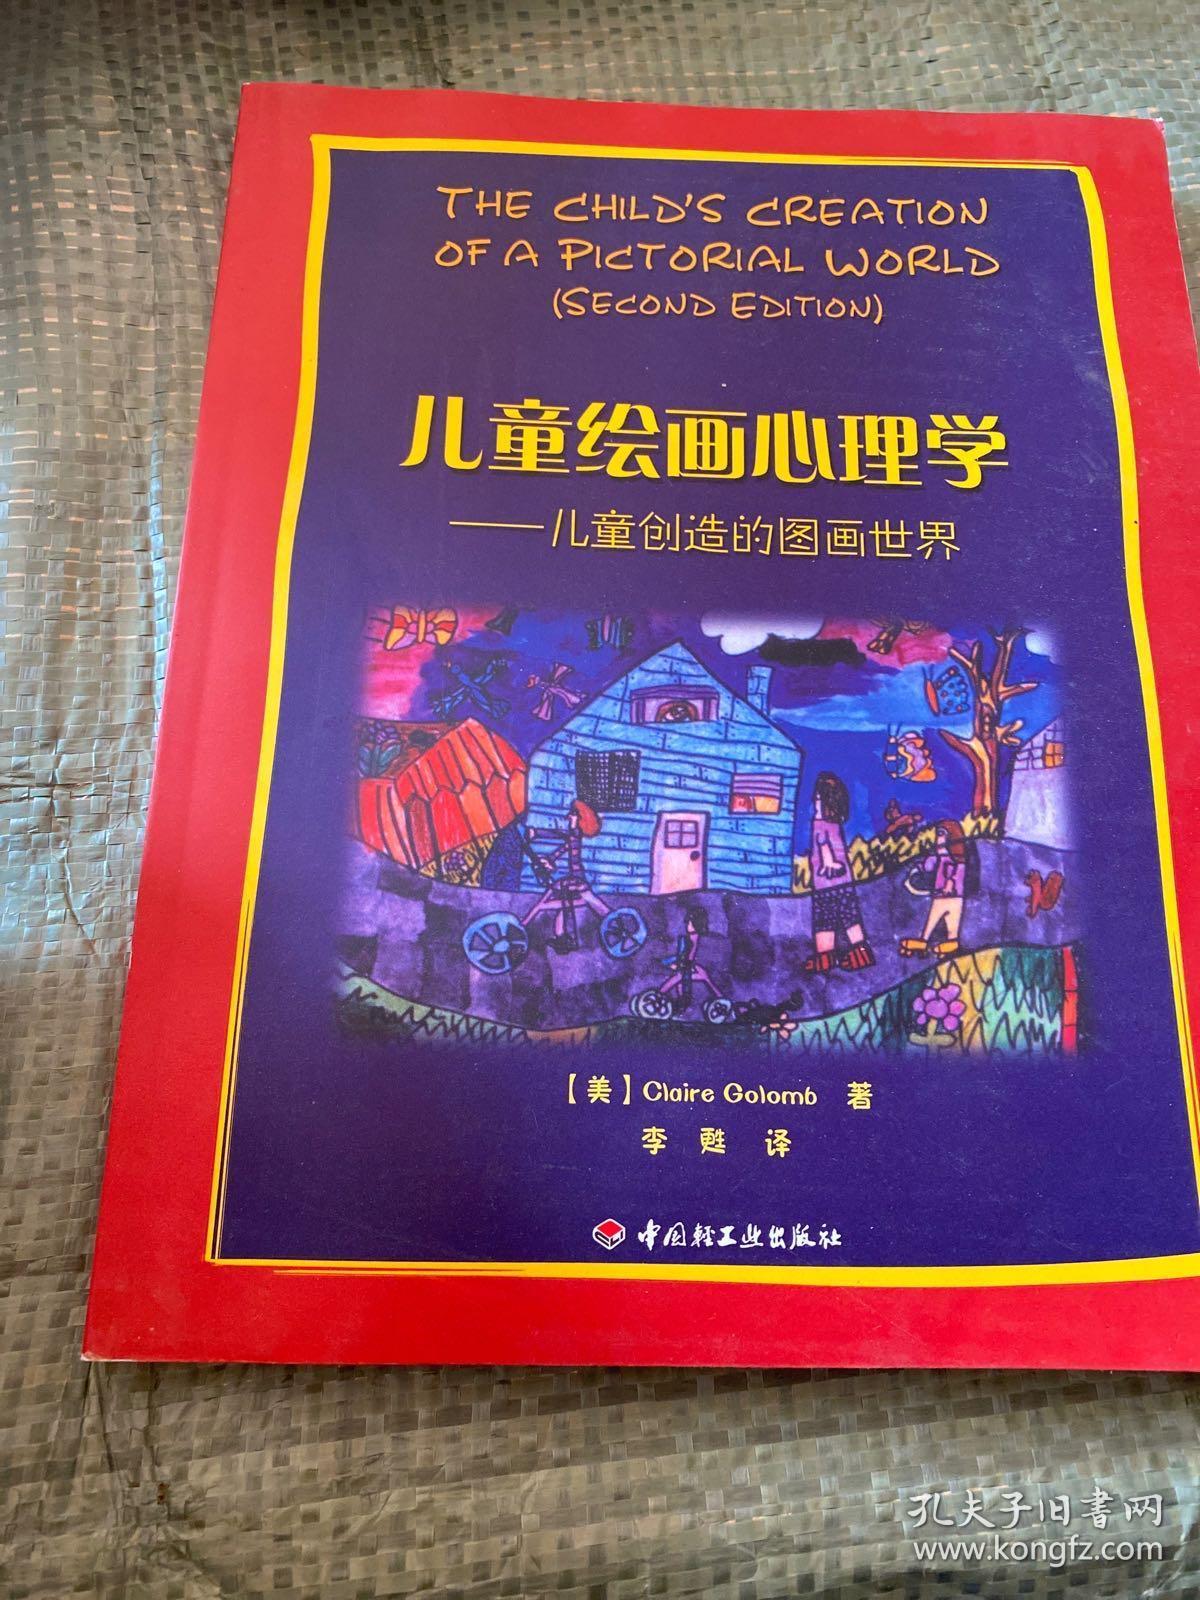 THE CHILD'S CREATION
OF A PICTORIAL WORLD
(SECOND EDITION)
儿童绘画心理学
——儿童创造的图画世界
【美】Claire Golomb 著
李甦 译
中国轻工业出版社
孔夫子旧书网
www.kongfz.com